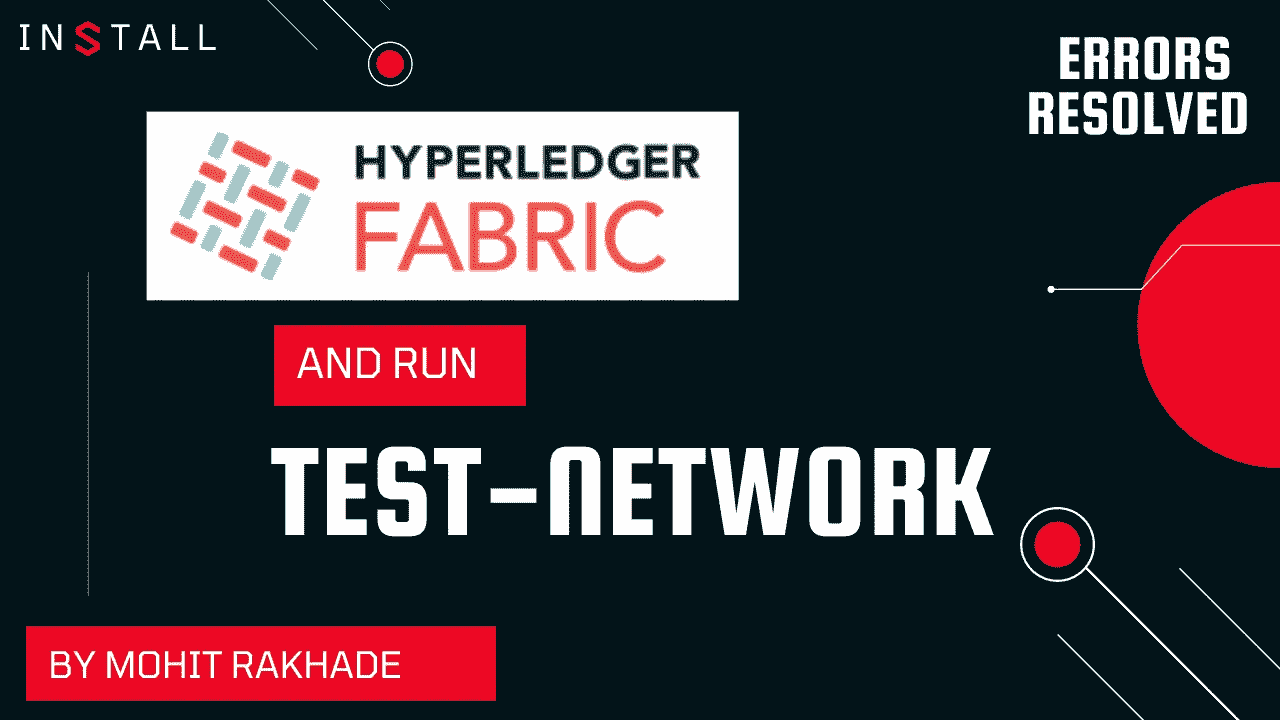 INSTALL
ERRORS
RESOLVED
HYPERLEDGER
FABRIC
AND RUN
TEST-NETWORK
BY MOHIT RAKHADE